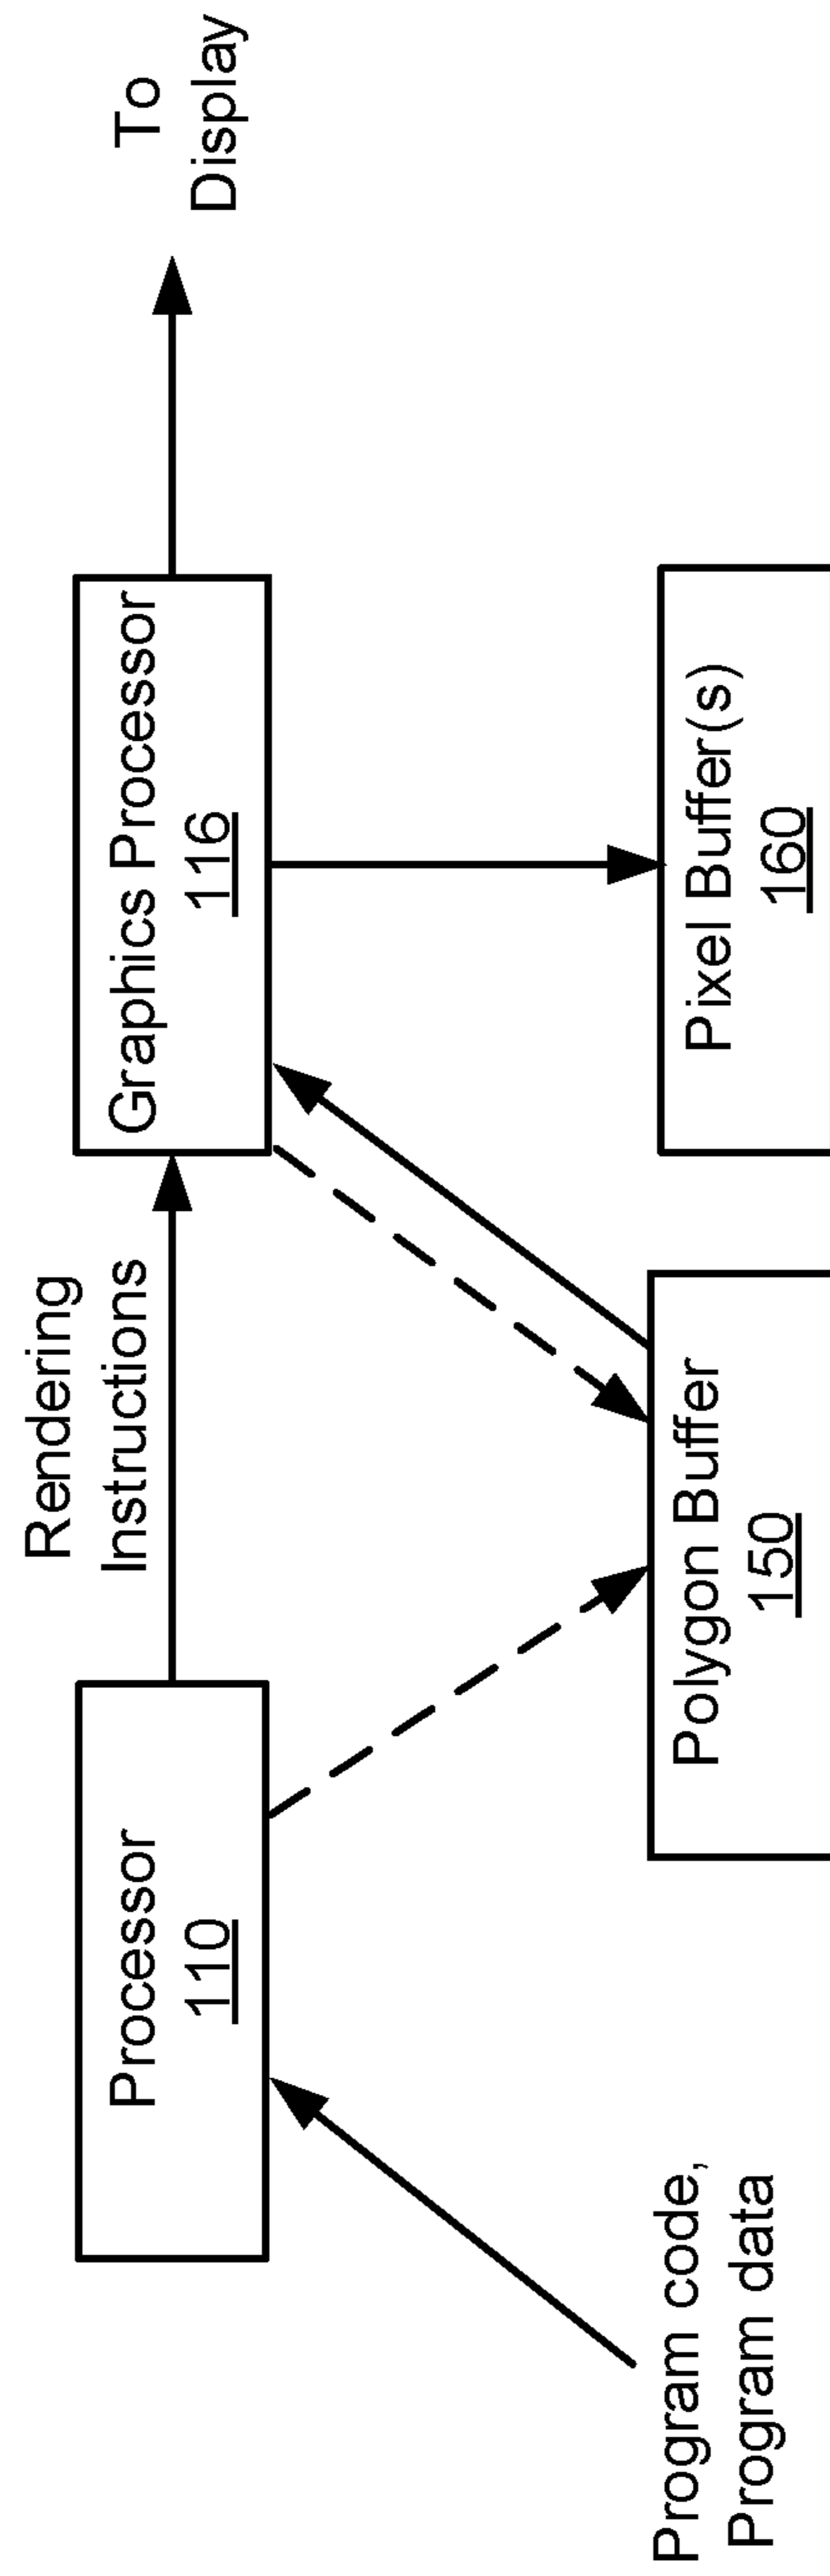 Rendering
Instructions
To
Display
Processor
110
Graphics Processor
116
Program code,
Program data
Polygon Buffer
150
Pixel Buffer(s)
160